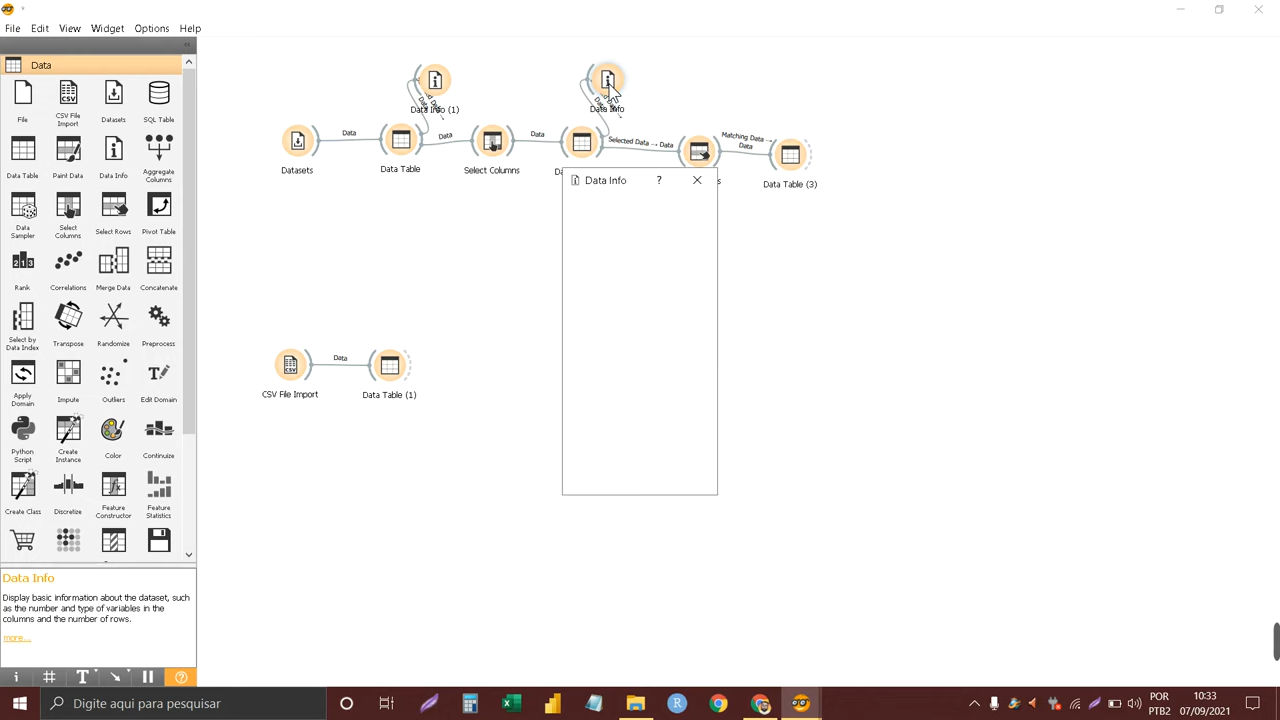 File Edit View Widget Options Help
Data
File
CSV File Import
Datasets
SQL Table
Data Table
Paint Data
Data Info
Aggregate Columns
Data Sampler
Select Columns
Select Rows
Pivot Table
Rank
Correlations
Merge Data
Concatenate
Select by Data Index
Transpose
Randomize
Preprocess
Apply Domain
Impute
Outliers
Edit Domain
Python Script
Create Instance
Color
Continuize
Create Class
Discretize
Feature Constructor
Feature Statistics
Data Info
Display basic information about the dataset, such
as the number and type of variables in the
columns and the number of rows.
more...
Data Info (1)
Data Info
Data
Data
Data
Selected Data → Data
Matching Data →
Data
Datasets
Data Table
Select Columns
Data Table (3)
Data Info ?
Data
CSV File Import
Data Table (1)
Digite aqui para pesquisar
POR
PTB2
10:33
07/09/2021